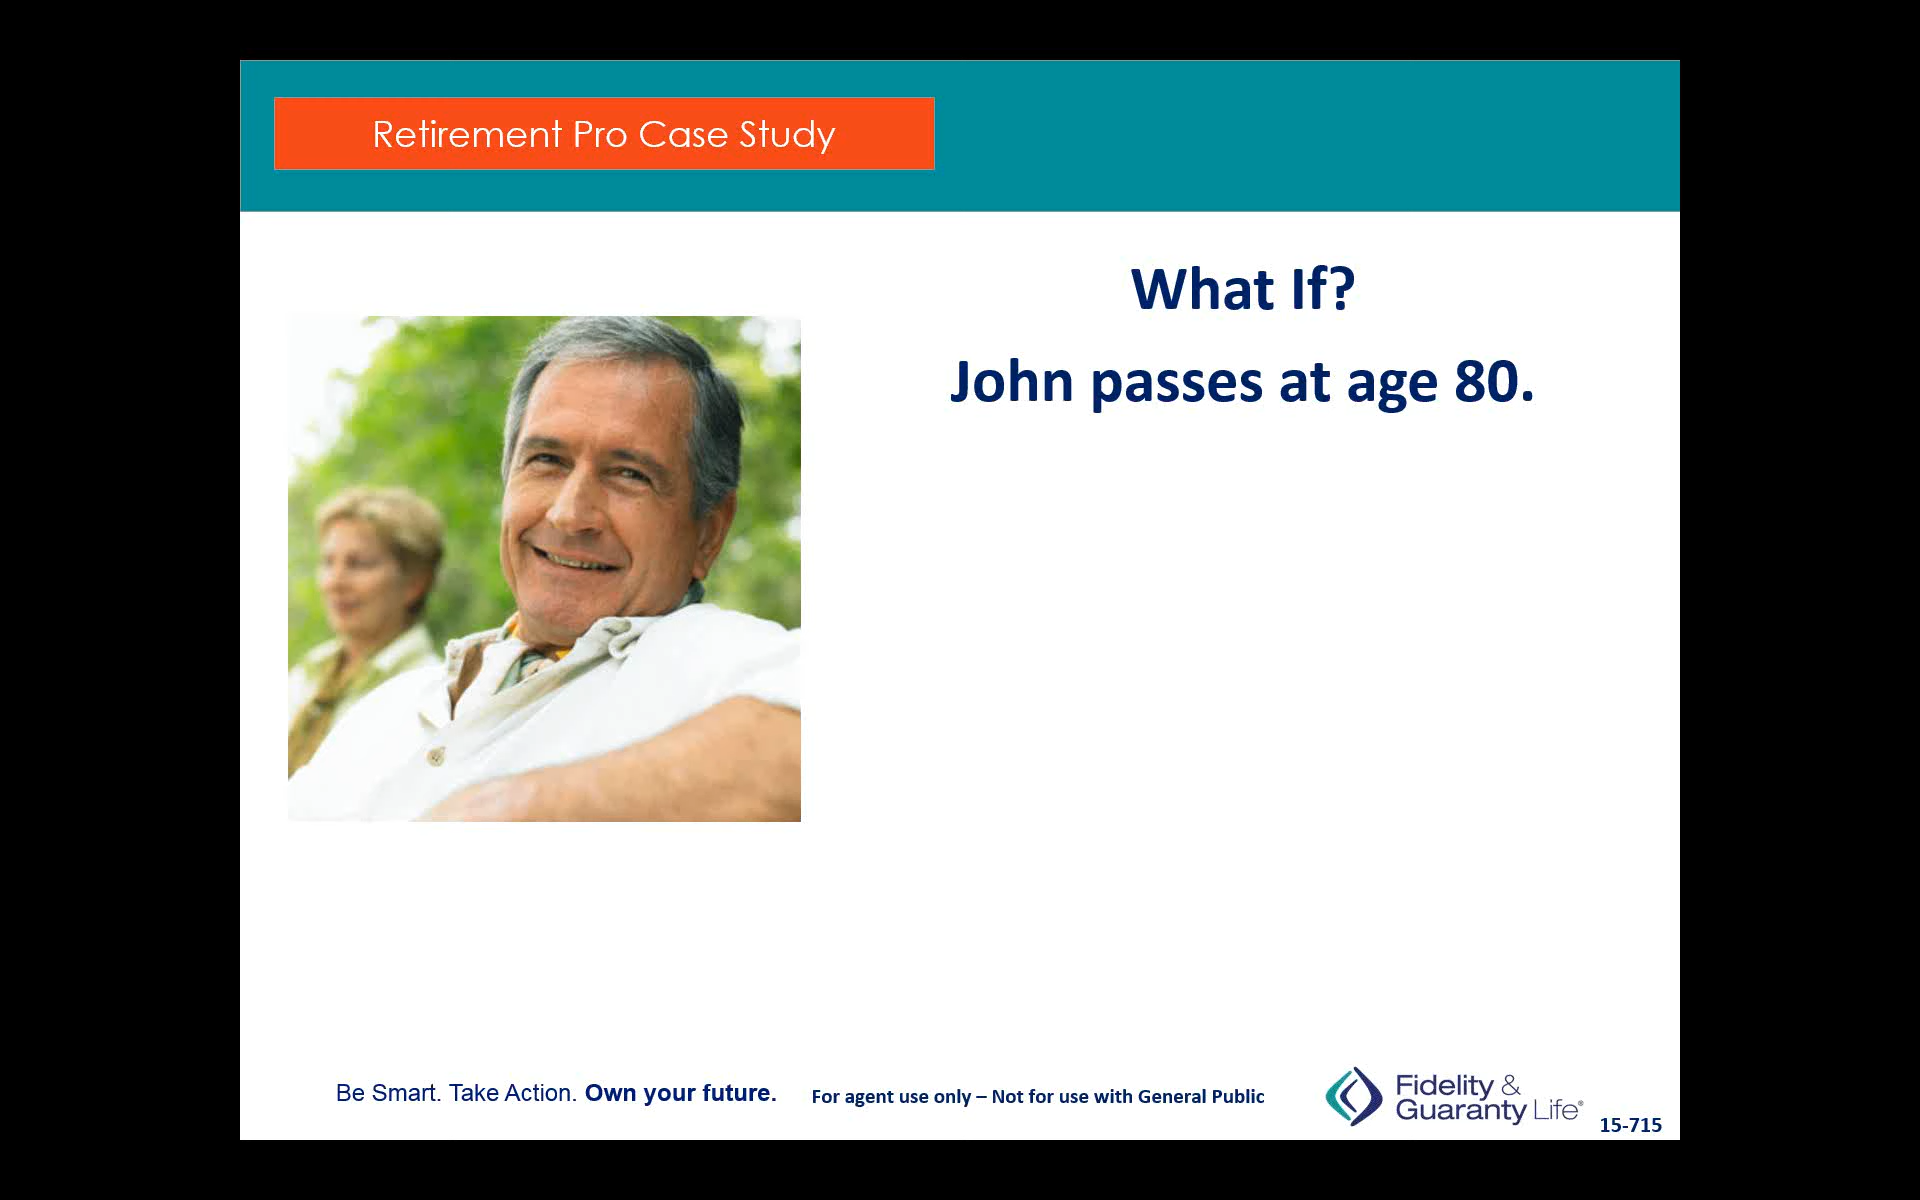 Retirement Pro Case Study
What If?
John passes at age 80.
Be Smart. Take Action. Own your future.
For agent use only – Not for use with General Public
Fidelity &
Guaranty Life®
15-715